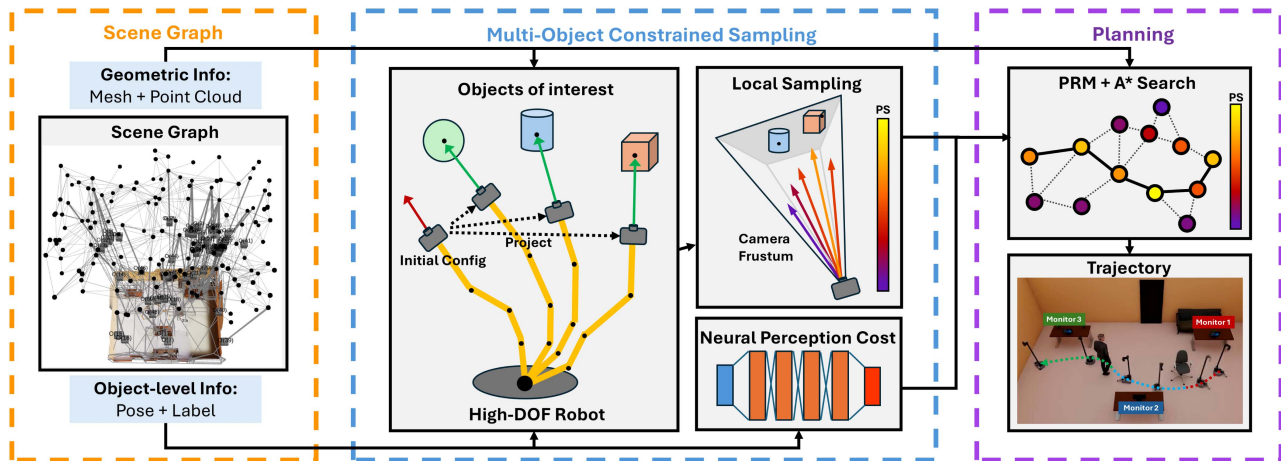 Scene Graph
Geometric Info:
Mesh + Point Cloud
Scene Graph
Object-level Info:
Pose + Label
Multi-Object Constrained Sampling
Objects of interest
Project
Initial Config
High-DOF Robot
Local Sampling
PS
Camera
Frustum
Neural Perception Cost
Planning
PRM + A* Search
PS
Trajectory
Monitor 3
Monitor 1
Monitor 2